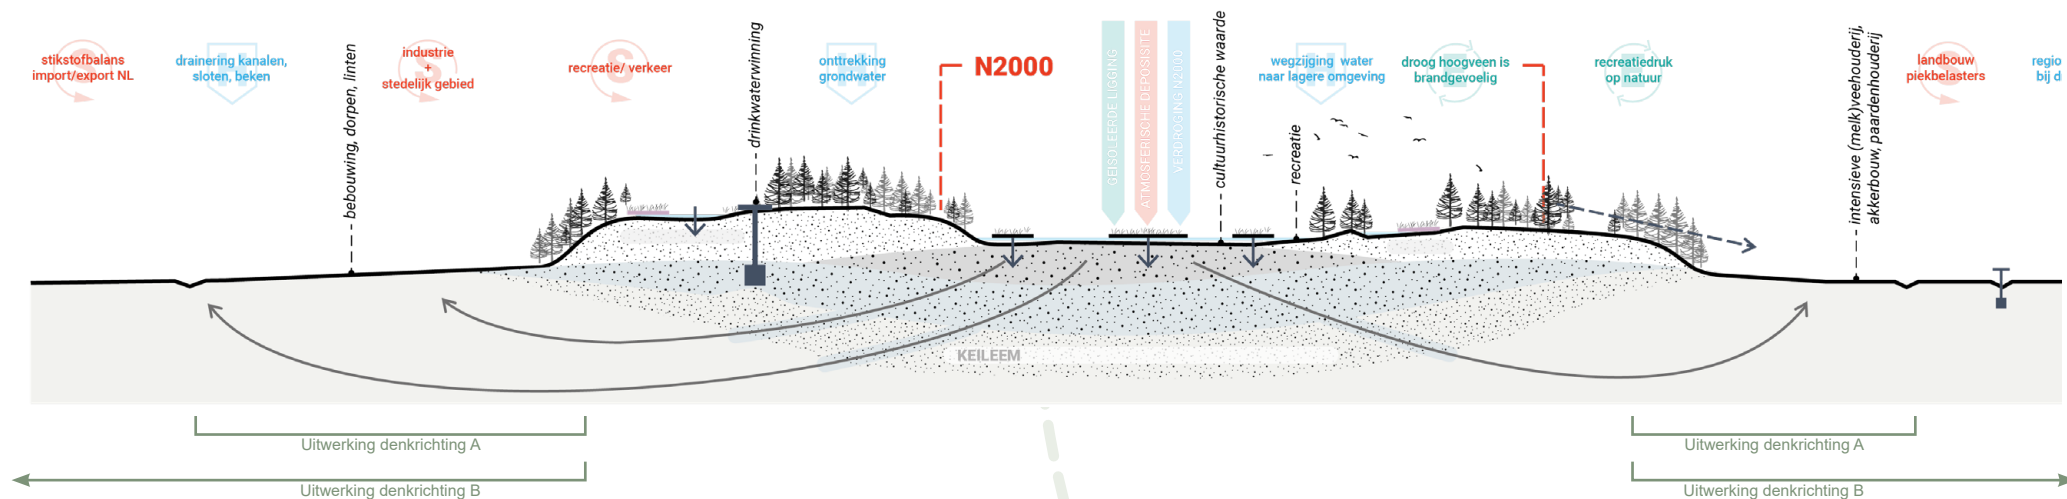 stikstofbalans
import/export NL
drainering kanalen,
sloten, beken
bebouwing, dorpen, linten
industrie
+
stedelijk gebied
recreatie/ verkeer
drinkwaterwinning
onttrekking
grondwater
N2000
GEISOLEERDE LIGGING
ATMOSFERISCHE DEPOSITIE
VERDROGING N2000
cultuurhistorische waarde
recreatie
wegzijging water
naar lagere omgeving
droog hoogveen is
brandgevoelig
recreatiedruk
op natuur
intensieve (melk)veehouderij,
akkerbouw, paardenhouderij
landbouw
piekbelasters
regio
bij d
KEILEEM
Uitwerking denkrichting A
Uitwerking denkrichting A
Uitwerking denkrichting B
Uitwerking denkrichting B